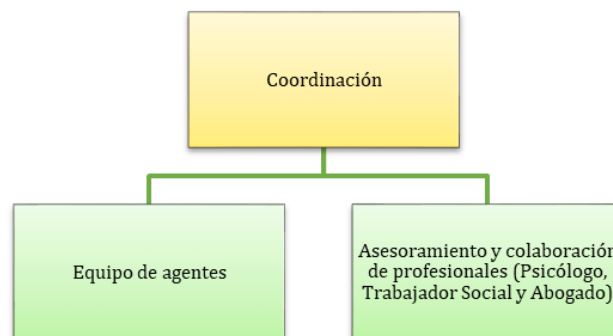 Coordinación
Equipo de agentes
Asesoramiento y colaboración
de profesionales (Psicólogo,
Trabajador Social y Abogado)